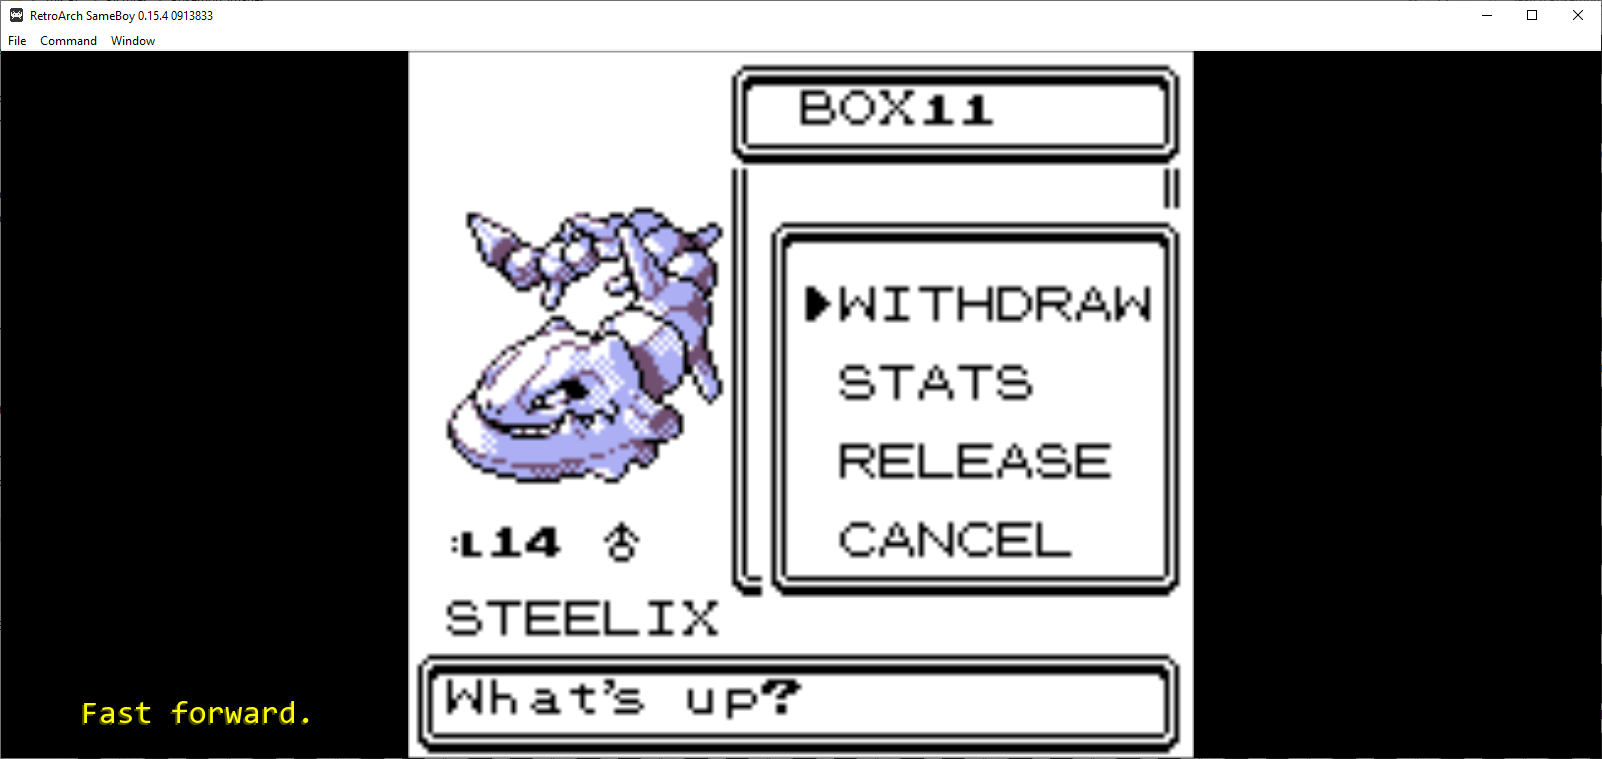 RetroArch SameBoy 0.15.4 0913833
File Command Window
BOX11
WITHDRAW
STATS
RELEASE
CANCEL
:L14 ♂
STEELIX
What's up?
Fast forward.